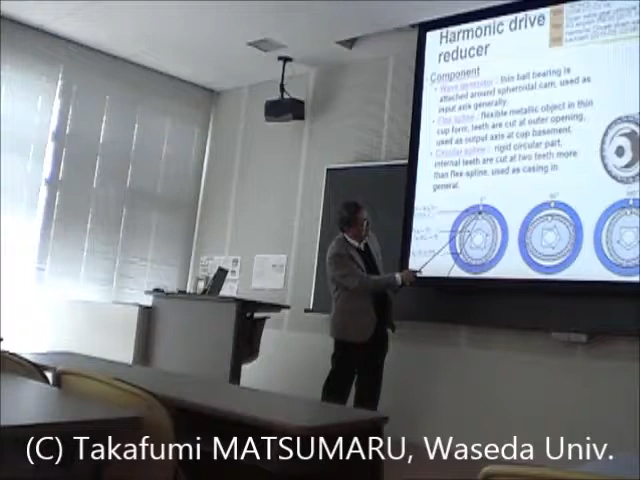 Harmonic drive
reducer
Component
· Wave generator : thin ball bearing is
attached around spheroidal cam, used as
input axis generally.
· Flex spline : flexible metallic object in thin
cup form, teeth are cut at outer opening,
used as output axis at cup basement.
· Circular spline : rigid circular part,
internal teeth are cut at two teeth more
than flex-spline, used as casing in
general.
(C) Takafumi MATSUMARU, Waseda Univ.